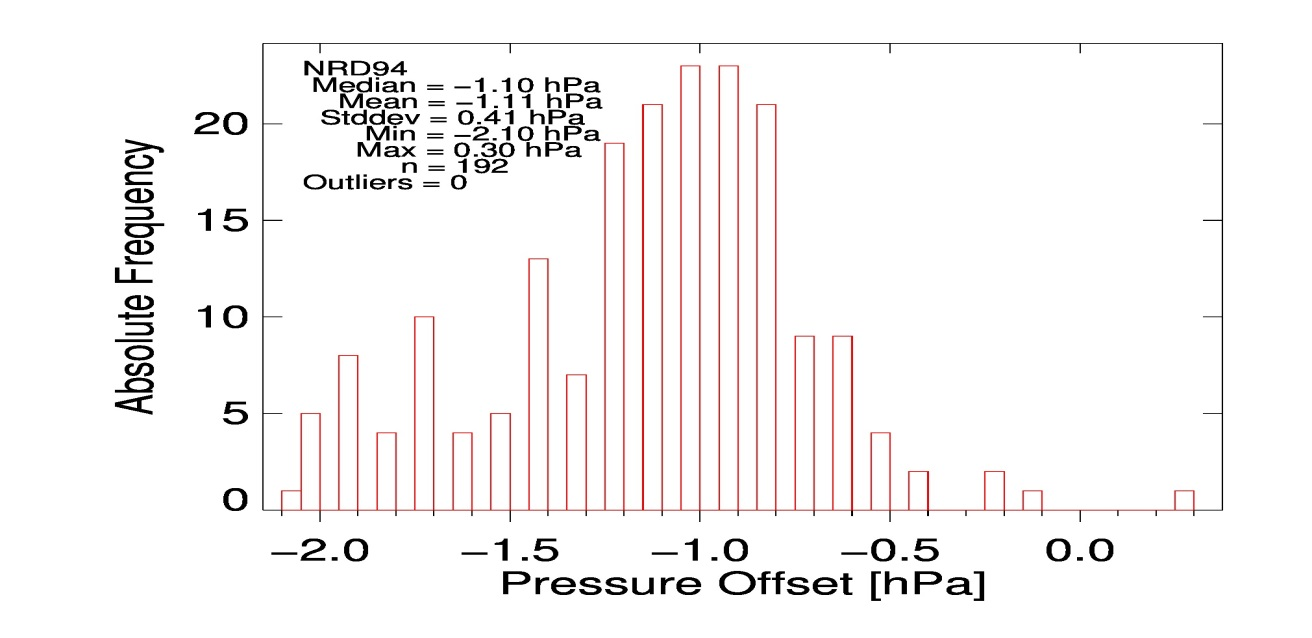 NRD94
Median = −1.10 hPa
Mean = −1.11 hPa
Stddev = 0.41 hPa
Min = −2.10 hPa
Max = 0.30 hPa
n = 192
Outliers = 0
20
15
10
5
0
Absolute Frequency
−2.0 −1.5 −1.0 −0.5 0.0
Pressure Offset [hPa]